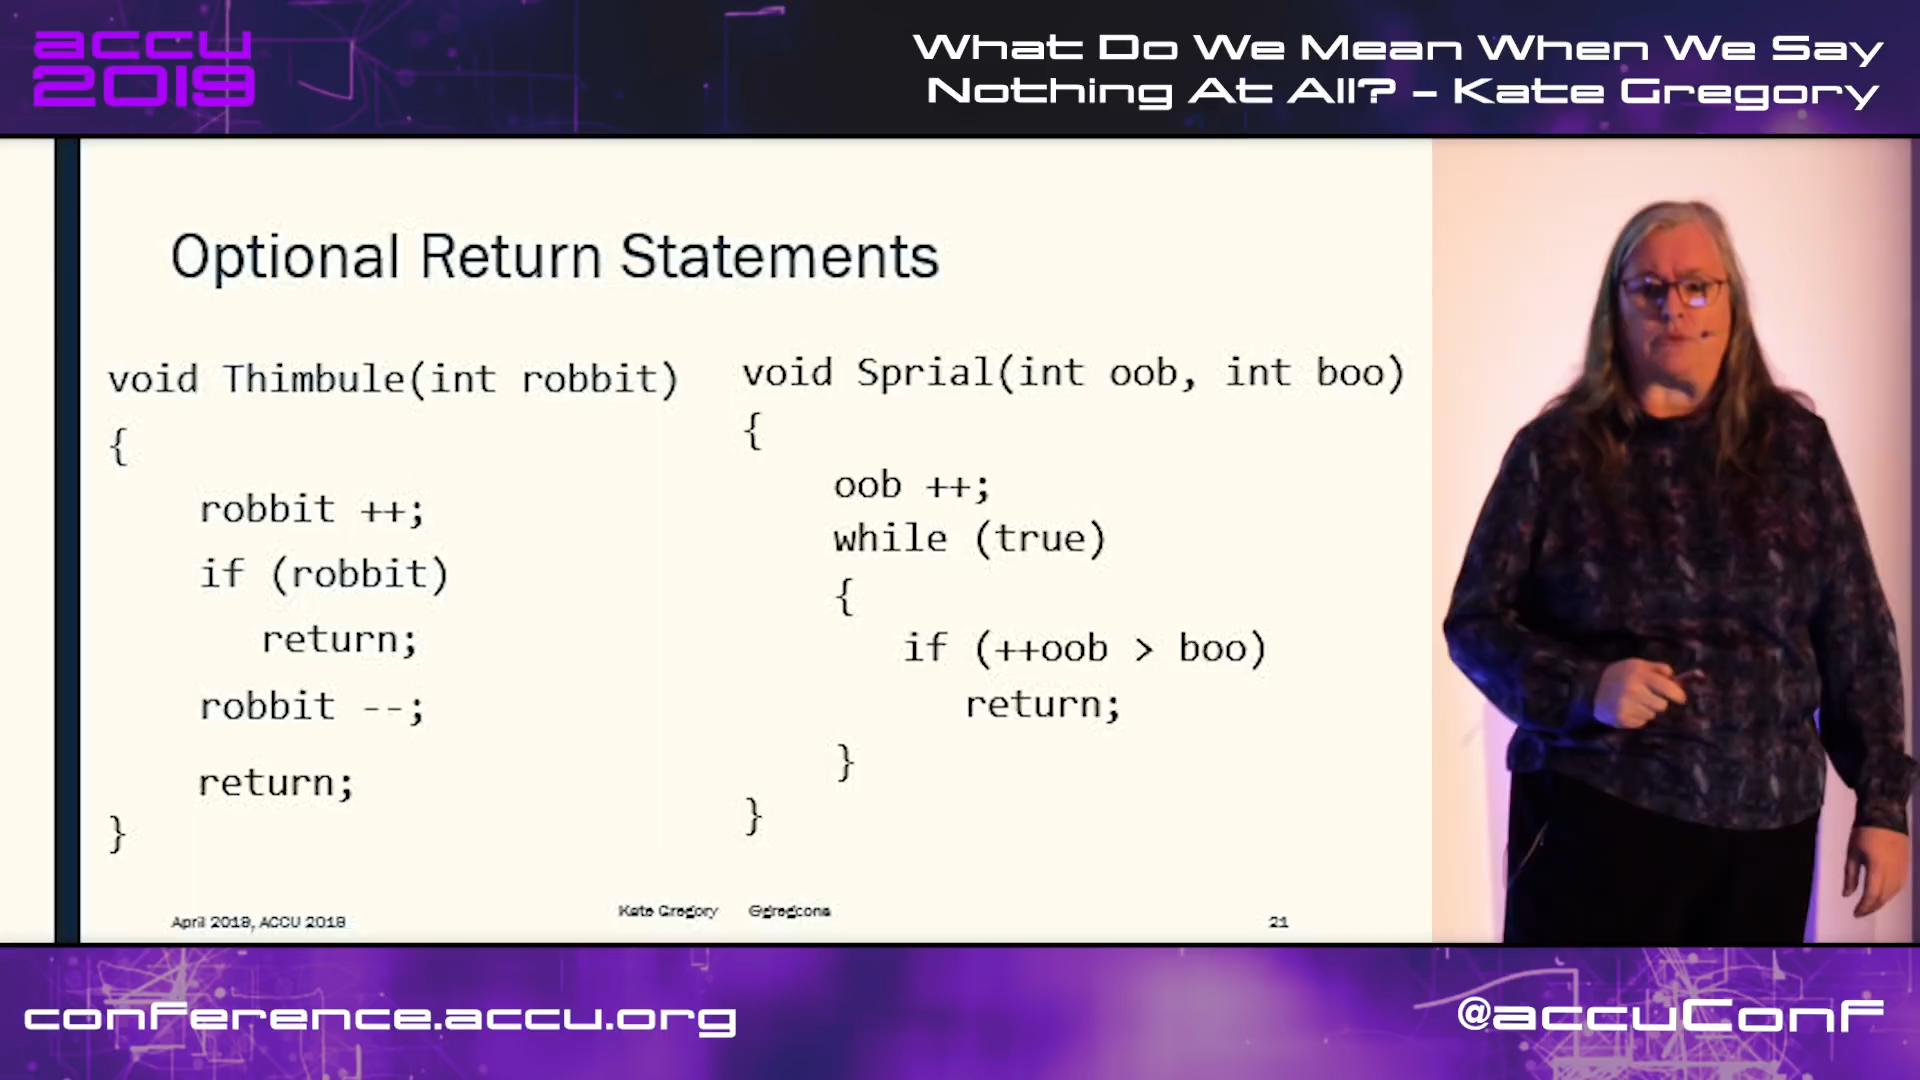 accu
2019
What Do We Mean When We Say
Nothing At All? - Kate Gregory
Optional Return Statements
void Thimbule(int robbit)
{
robbit ++;
if (robbit)
return;
robbit --;
return;
}
void Sprial(int oob, int boo)
{
oob ++;
while (true)
{
if (++oob > boo)
return;
}
}
April 2019, ACCU 2019
Kate Gregory @gregcons
21
conference.accu.org
@accuConf